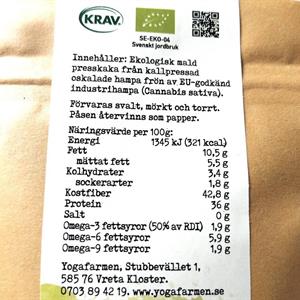 KRAV®
SE-EKO-04
Svenskt jordbruk
Innehåller: Ekologisk mald
presskaka från kallpressad
oskalade hampa från av EU-godkänd
industrihampa (Cannabis sativa).
Förvaras svalt, mörkt och torrt.
Påsen återvinns som papper.
Näringsvärde per 100g:
Energi 1345 kJ (321 kcal)
Fett 10,5 g
mättat fett 5,5 g
Kolhydrater 3,4 g
sockerarter 1,8 g
Kostfiber 42,8 g
Protein 36 g
Salt 0 g
Omega-3 fettsyror (50% av RDI) 1,9 g
Omega-6 fettsyror 5,9 g
Omega-9 fettsyror 1,9 g
Yogafarmen, Stubbevället 1,
585 76 Vreta Kloster.
0703 89 42 19. www.yogafarmen.se